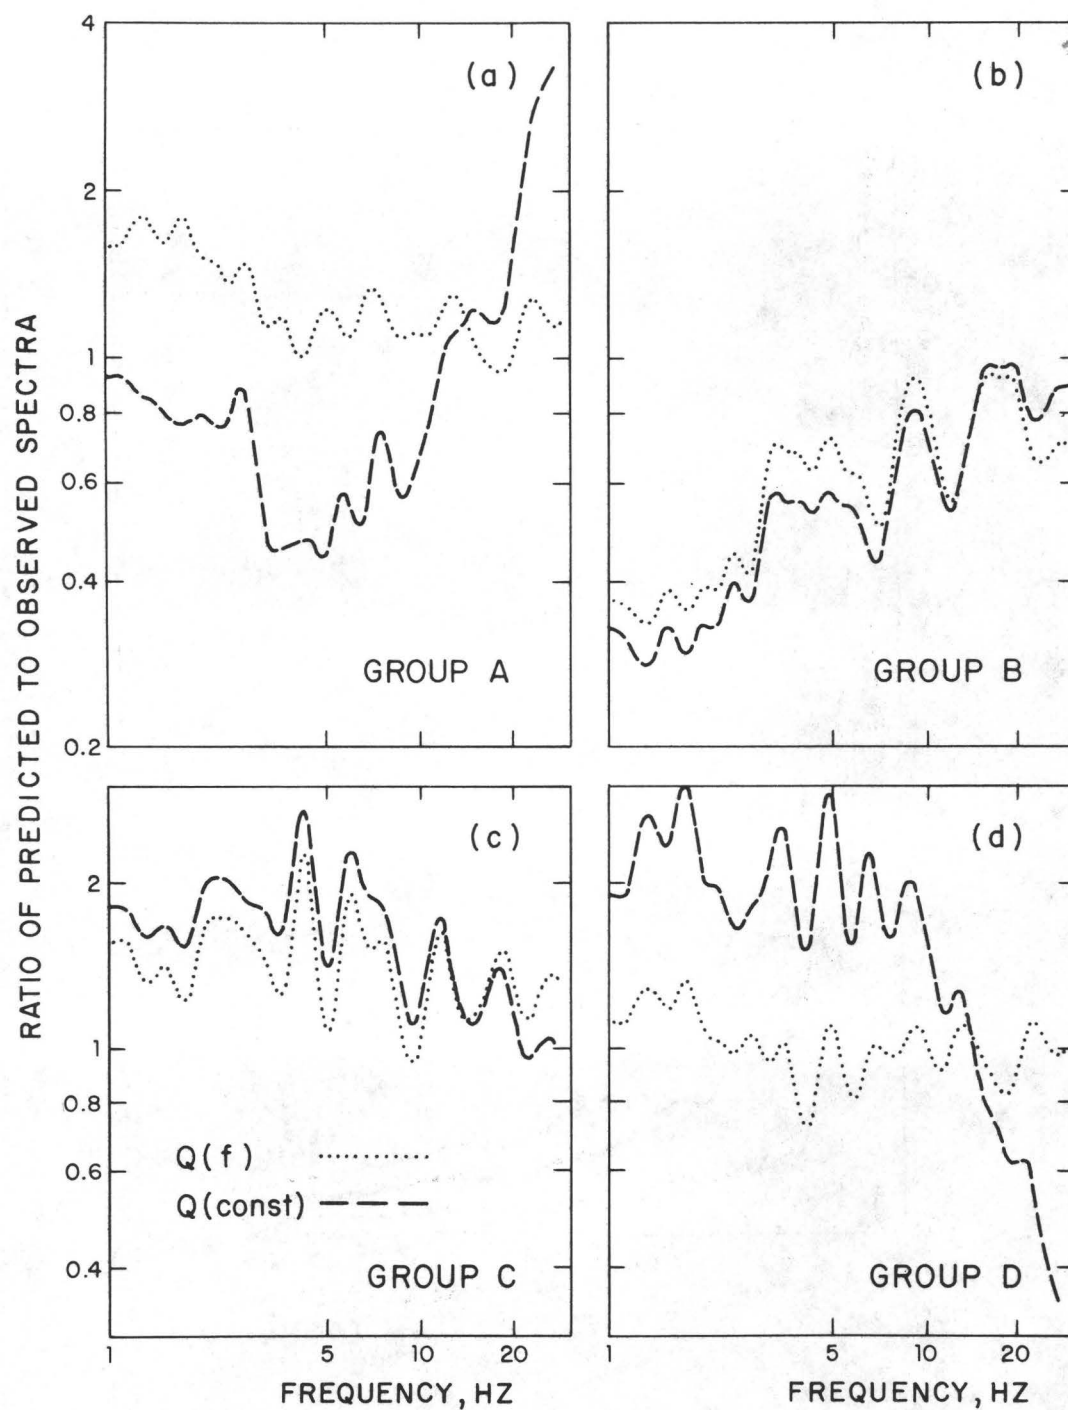 RATIO OF PREDICTED TO OBSERVED SPECTRA
4
2
1
0.8
0.6
0.4
0.2
(a)
GROUP A
(b)
GROUP B
2
1
0.8
0.6
0.4
(c)
Q(f)
Q(const)
GROUP C
(d)
GROUP D
1 5 10 20
1 5 10 20
FREQUENCY, HZ
FREQUENCY, HZ